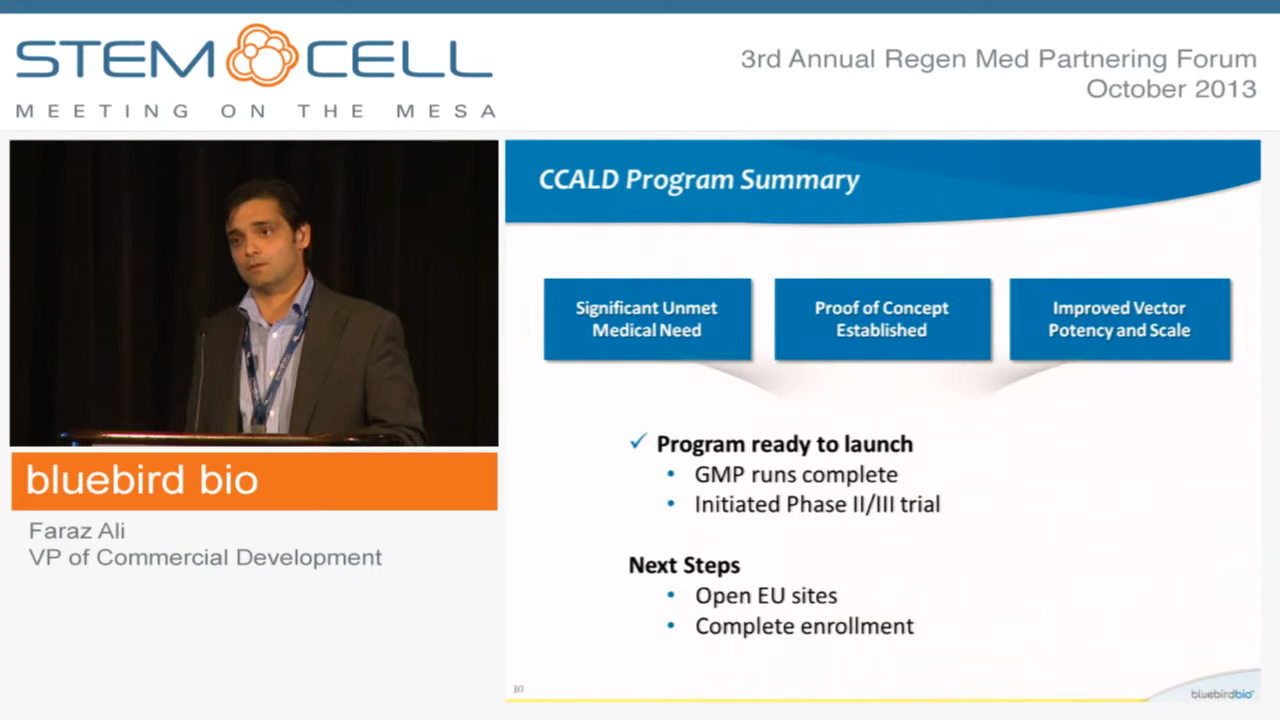 STEM CELL
MEETING ON THE MESA
3rd Annual Regen Med Partnering Forum
October 2013
CCALD Program Summary
Significant Unmet
Medical Need
Proof of Concept
Established
Improved Vector
Potency and Scale
✓ Program ready to launch
• GMP runs complete
• Initiated Phase II/III trial
Next Steps
• Open EU sites
• Complete enrollment
10
bluebirdbio
bluebird bio
Faraz Ali
VP of Commercial Development